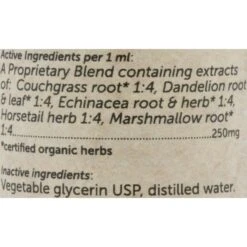 Active Ingredients per 1 ml:
A Proprietary Blend containing extracts
of: Couchgrass root* 1:4, Dandelion root
& leaf* 1:4, Echinacea root & herb* 1:4,
Horsetail herb 1:4, Marshmallow root*
1:4.......................................................250mg
*certified organic herbs
Inactive ingredients:
Vegetable glycerin USP, distilled water.